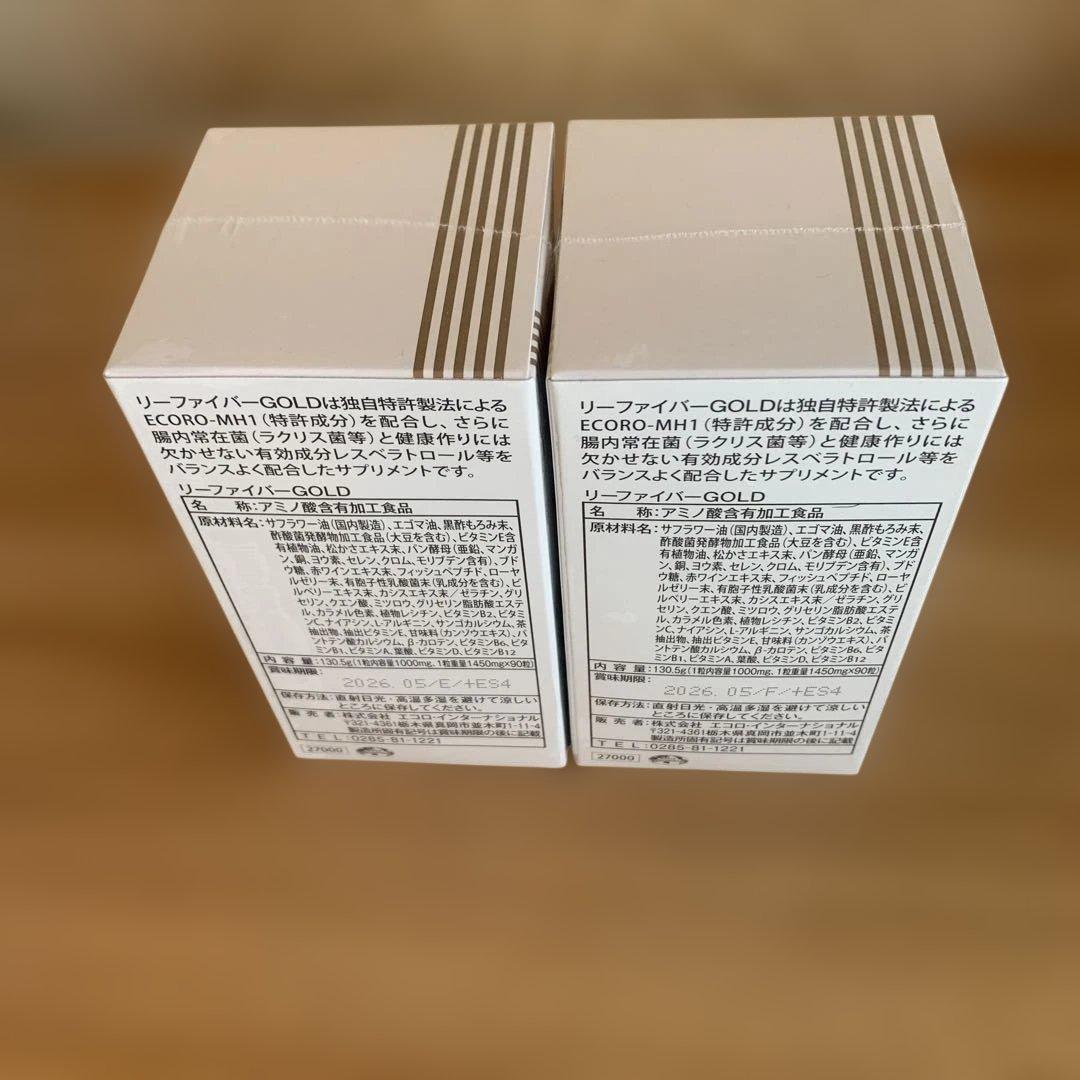 リーファイバーGOLDは独自特許製法による
ECORO-MH1（特許成分）を配合し、さらに
腸内常在菌（ラクリス菌等）と健康作りには
欠かせない有効成分レスベラトロール等を
バランスよく配合したサプリメントです。
リーファイバーGOLD
名　　称：アミノ酸含有加工食品
原材料名：サフラワー油（国内製造）、エゴマ油、黒酢もろみ末、
酢酸菌発酵物加工食品（大豆を含む）、ビタミンE含
有植物油、松かさエキス末、パン酵母（亜鉛、マンガ
ン、銅、ヨウ素、セレン、クロム、モリブデン含有）、ブド
ウ糖、赤ワインエキス末、フィッシュペプチド、ローヤ
ルゼリー末、有胞子性乳酸菌末（乳成分を含む）、ビ
ルベリーエキス末、カシスエキス末／ゼラチン、グリ
セリン、クエン酸、ミツロウ、グリセリン脂肪酸エステ
ル、カラメル色素、植物レシチン、ビタミンB2、ビタミ
ンC、ナイアシン、L-アルギニン、サンゴカルシウム、茶
抽出物、抽出ビタミンE、甘味料（カンゾウエキス）、パ
ントテン酸カルシウム、β-カロテン、ビタミンB6、ビタ
ミンB1、ビタミンA、葉酸、ビタミンD、ビタミンB12
内 容 量：130.5g（1粒内容量1000mg、1粒重量1450mg×90粒）
賞味期限：
2026. 05/E/+ES4
保存方法：直射日光・高温多湿を避けて涼しい
ところに保存してください。
販 売 者：株式会社 エコロ・インターナショナル
〒321-4361栃木県真岡市並木町1-11-4
製造所固有記号は賞味期限の後に記載
T E L：0285-81-1221
27000
リーファイバーGOLDは独自特許製法による
ECORO-MH1（特許成分）を配合し、さらに
腸内常在菌（ラクリス菌等）と健康作りには
欠かせない有効成分レスベラトロール等を
バランスよく配合したサプリメントです。
リーファイバーGOLD
名　　称：アミノ酸含有加工食品
原材料名：サフラワー油（国内製造）、エゴマ油、黒酢もろみ末、
酢酸菌発酵物加工食品（大豆を含む）、ビタミンE含
有植物油、松かさエキス末、パン酵母（亜鉛、マンガ
ン、銅、ヨウ素、セレン、クロム、モリブデン含有）、ブド
ウ糖、赤ワインエキス末、フィッシュペプチド、ローヤ
ルゼリー末、有胞子性乳酸菌末（乳成分を含む）、ビ
ルベリーエキス末、カシスエキス末／ゼラチン、グリ
セリン、クエン酸、ミツロウ、グリセリン脂肪酸エステ
ル、カラメル色素、植物レシチン、ビタミンB2、ビタミ
ンC、ナイアシン、L-アルギニン、サンゴカルシウム、茶
抽出物、抽出ビタミンE、甘味料（カンゾウエキス）、パ
ントテン酸カルシウム、β-カロテン、ビタミンB6、ビタ
ミンB1、ビタミンA、葉酸、ビタミンD、ビタミンB12
内 容 量：130.5g（1粒内容量1000mg、1粒重量1450mg×90粒）
賞味期限：
2026. 05/F/+ES4
保存方法：直射日光・高温多湿を避けて涼しい
ところに保存してください。
販 売 者：株式会社 エコロ・インターナショナル
〒321-4361栃木県真岡市並木町1-11-4
製造所固有記号は賞味期限の後に記載
T E L：0285-81-1221
27000